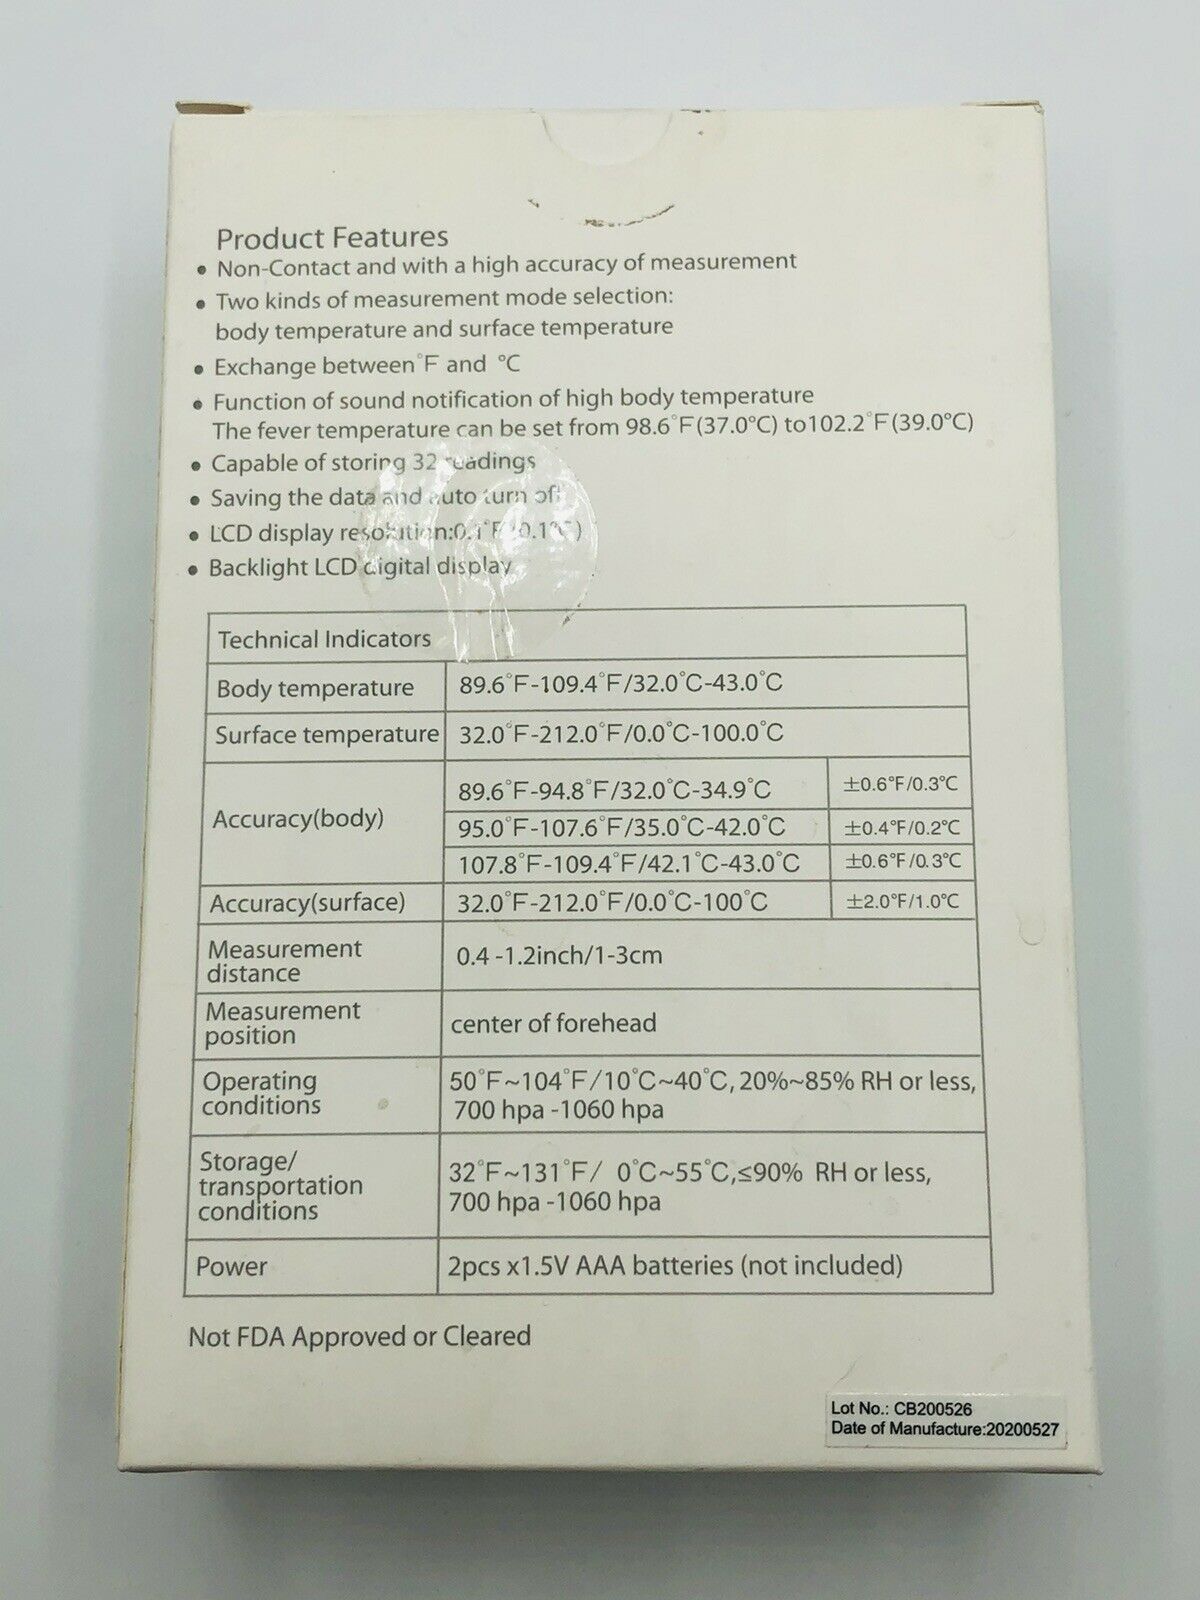 Product Features
• Non-Contact and with a high accuracy of measurement
• Two kinds of measurement mode selection:
body temperature and surface temperature
• Exchange between °F and °C
• Function of sound notification of high body temperature
The fever temperature can be set from 98.6°F(37.0°C) to102.2°F(39.0°C)
• Capable of storing 32 readings
• Saving the data and auto turn off
• LCD display resolution:0.1°F(0.1°C)
• Backlight LCD digital display
Technical Indicators
Body temperature 89.6°F-109.4°F/32.0°C-43.0°C
Surface temperature 32.0°F-212.0°F/0.0°C-100.0°C
Accuracy(body) 89.6°F-94.8°F/32.0°C-34.9°C ±0.6°F/0.3°C
95.0°F-107.6°F/35.0°C-42.0°C ±0.4°F/0.2°C
107.8°F-109.4°F/42.1°C-43.0°C ±0.6°F/0.3°C
Accuracy(surface) 32.0°F-212.0°F/0.0°C-100°C ±2.0°F/1.0°C
Measurement
distance 0.4 -1.2inch/1-3cm
Measurement
position center of forehead
Operating
conditions 50°F~104°F/10°C~40°C, 20%~85% RH or less,
700 hpa -1060 hpa
Storage/
transportation
conditions 32°F~131°F/ 0°C~55°C,≤90% RH or less,
700 hpa -1060 hpa
Power 2pcs x1.5V AAA batteries (not included)
Not FDA Approved or Cleared
Lot No.: CB200526
Date of Manufacture:20200527